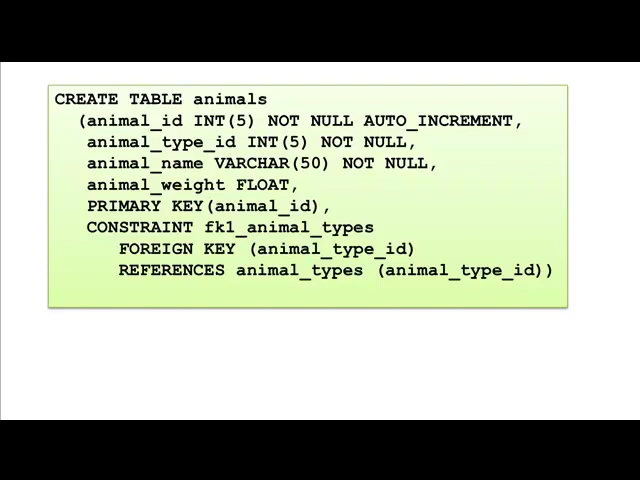 CREATE TABLE animals
(animal_id INT(5) NOT NULL AUTO_INCREMENT,
animal_type_id INT(5) NOT NULL,
animal_name VARCHAR(50) NOT NULL,
animal_weight FLOAT,
PRIMARY KEY(animal_id),
CONSTRAINT fk1_animal_types
FOREIGN KEY (animal_type_id)
REFERENCES animal_types (animal_type_id))